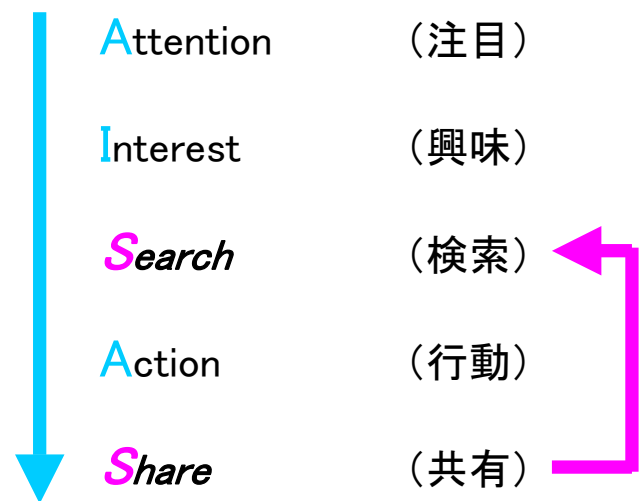 Attention （注目）
Interest （興味）
Search （検索）
Action （行動）
Share （共有）